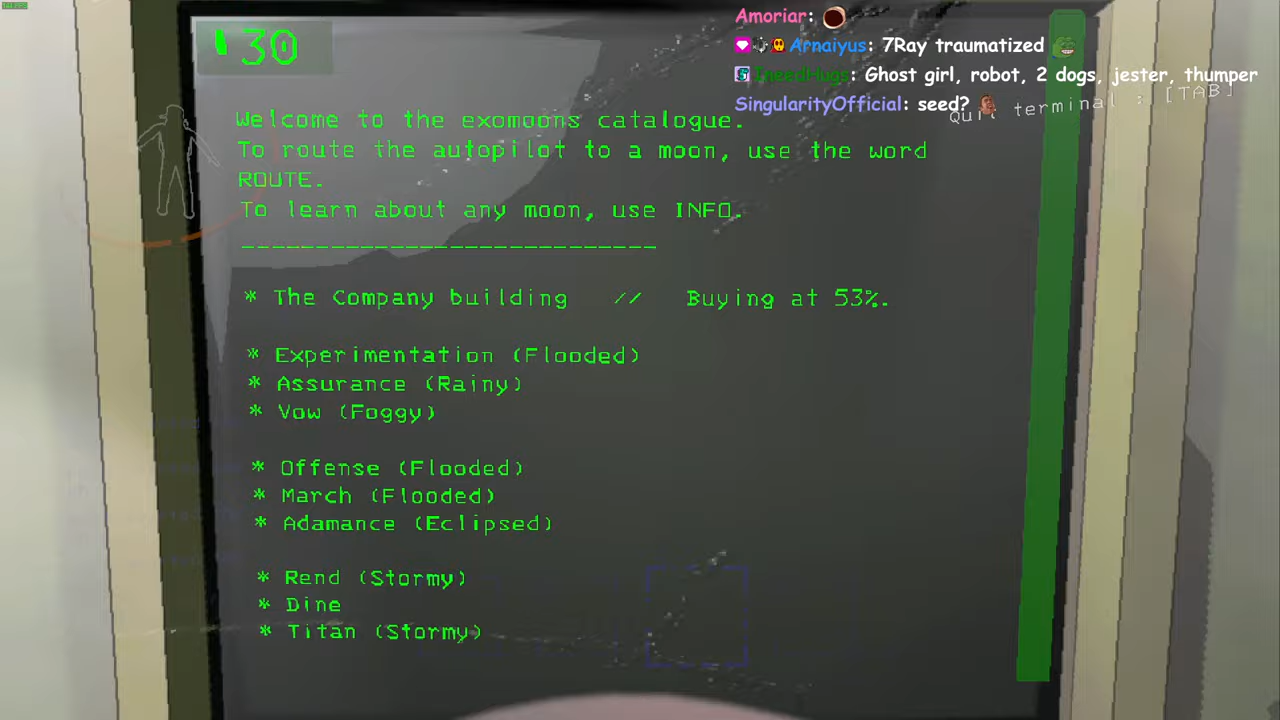 30
Amoriar:
Arnaiyus: 7Ray traumatized
IneedHugs: Ghost girl, robot, 2 dogs, jester, thumper
SingularityOfficial: seed?
Quit terminal : [TAB]
Welcome to the exomoons catalogue.
To route the autopilot to a moon, use the word
ROUTE.
To learn about any moon, use INFO.
----------------------------
* The Company building // Buying at 53%.
* Experimentation (Flooded)
* Assurance (Rainy)
* Vow (Foggy)
* Offense (Flooded)
* March (Flooded)
* Adamance (Eclipsed)
* Rend (Stormy)
* Dine
* Titan (Stormy)